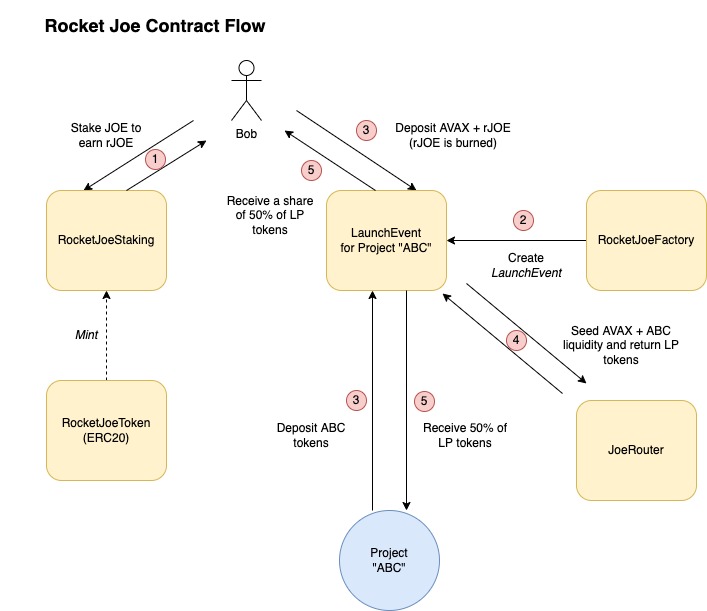 Rocket Joe Contract Flow
Bob
Stake JOE to
earn rJOE
1
3
Deposit AVAX + rJOE
(rJOE is burned)
5
Receive a share
of 50% of LP
tokens
RocketJoeStaking
LaunchEvent
for Project "ABC"
2
Create
LaunchEvent
RocketJoeFactory
Mint
4
Seed AVAX + ABC
liquidity and return LP
tokens
RocketJoeToken
(ERC20)
3
Deposit ABC
tokens
5
Receive 50% of
LP tokens
JoeRouter
Project
"ABC"